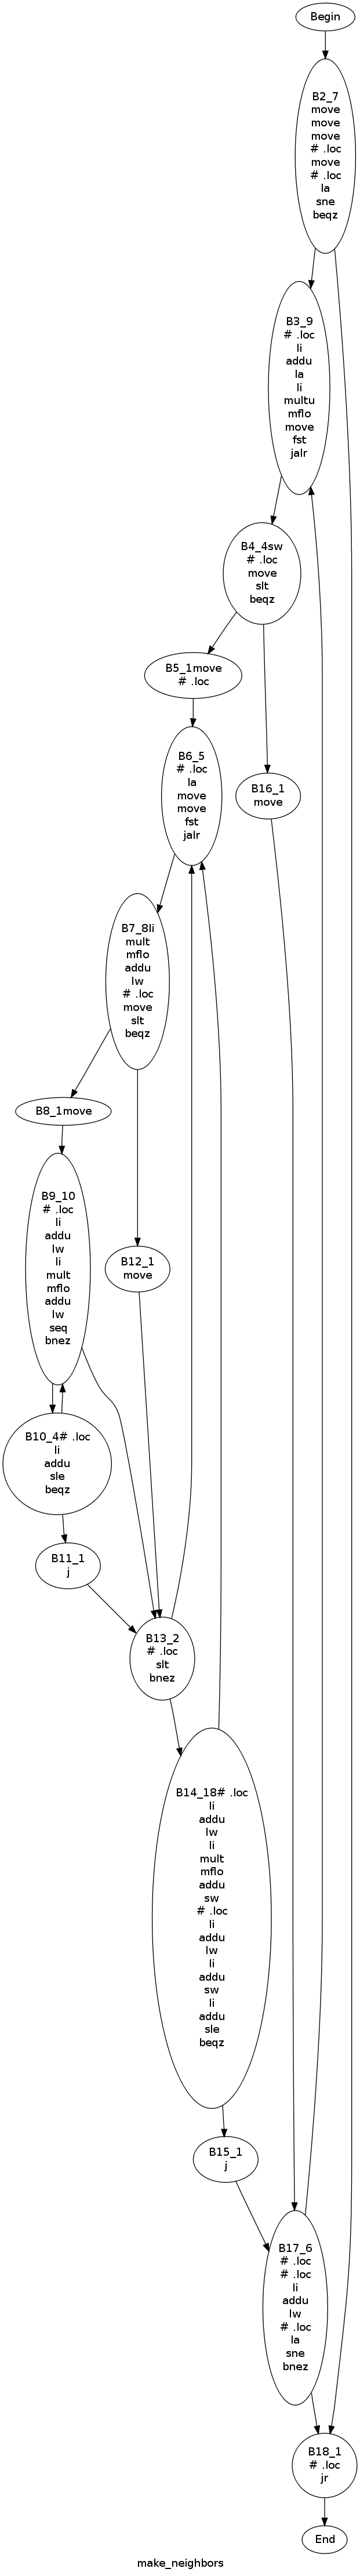 Begin
B2_7
move
move
move
# .loc
move
# .loc
la
sne
beqz
B3_9
# .loc
li
addu
la
li
multu
mflo
move
fst
jalr
B4_4sw
# .loc
move
slt
beqz
B5_1move
# .loc
B6_5
# .loc
la
move
move
fst
jalr
B16_1
move
B7_8li
mult
mflo
addu
lw
# .loc
move
slt
beqz
B8_1move
B9_10
# .loc
li
addu
lw
li
mult
mflo
addu
lw
seq
bnez
B12_1
move
B10_4# .loc
li
addu
sle
beqz
B11_1
j
B13_2
# .loc
slt
bnez
B14_18# .loc
li
addu
lw
li
mult
mflo
addu
sw
# .loc
li
addu
lw
li
addu
sw
li
addu
sle
beqz
B15_1
j
B17_6
# .loc
# .loc
li
addu
lw
# .loc
la
sne
bnez
B18_1
# .loc
jr
End
make_neighbors